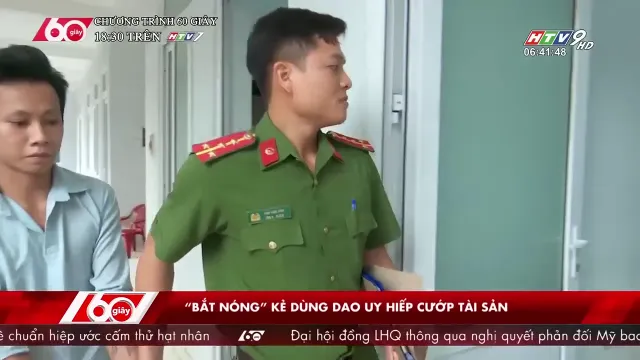 60 giây
CHƯƠNG TRÌNH 60 GIÂY
18:30 TRÊN HTV7
HTV9 HD
06:41:48
60 giây
"BẮT NÓNG" KẺ DÙNG DAO UY HIẾP CƯỚP TÀI SẢN
ê chuẩn hiệp ước cấm thử hạt nhân
60 giây
Đại hội đồng LHQ thông qua nghị quyết phản đối Mỹ bao